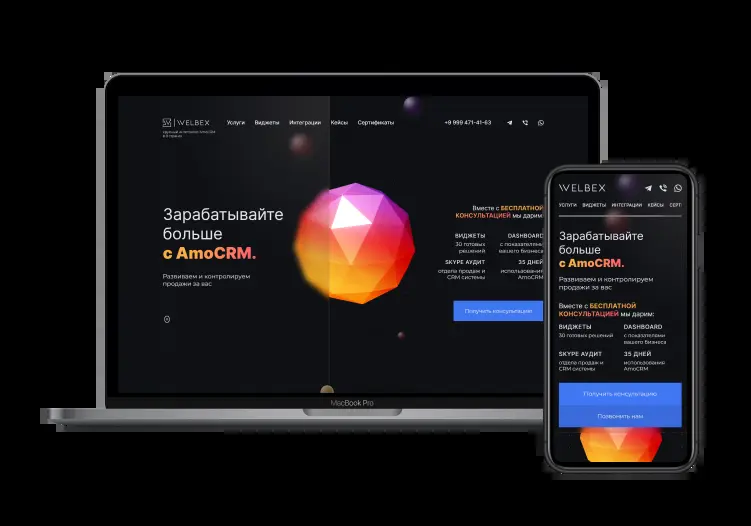 WELBEX
Услуги Виджеты Интеграции Кейсы Сертификаты
+9 999 471-41-63
Зарабатывайте
больше
с AmoCRM.
Развиваем и контролируем
продажи за вас
Вместе с БЕСПЛАТНОЙ
КОНСУЛЬТАЦИЕЙ мы дарим:
ВИДЖЕТЫ
30 готовых
решений
DASHBOARD
с показателями
вашего бизнеса
SKYPE АУДИТ
отдела продаж и
CRM системы
35 ДНЕЙ
использования
AmoCRM
Получить консультацию
MacBook Pro
WELBEX
УСЛУГИ ВИДЖЕТЫ ИНТЕГРАЦИИ КЕЙСЫ СЕРТ
Зарабатывайте
больше
с AmoCRM.
Развиваем и контролируем
продажи за вас
Вместе с БЕСПЛАТНОЙ
КОНСУЛЬТАЦИЕЙ мы дарим:
ВИДЖЕТЫ
30 готовых решений
DASHBOARD
с показателями
вашего бизнеса
SKYPE АУДИТ
отдела продаж и
CRM системы
35 ДНЕЙ
использования
AmoCRM
Получить консультацию
Позвонить нам